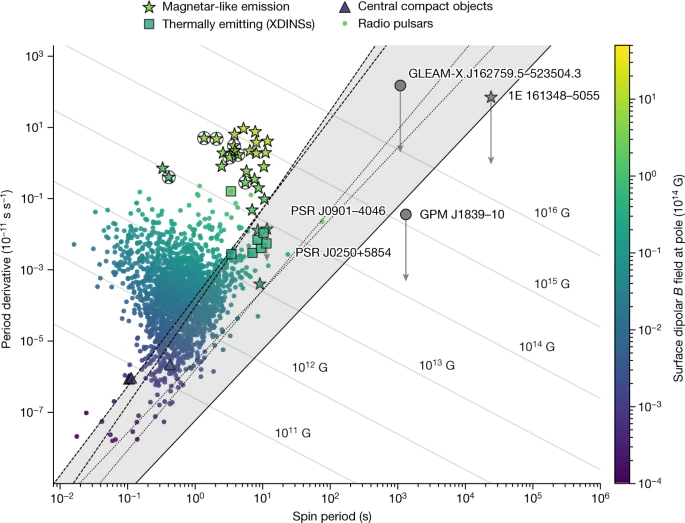 Magnetar-like emission
Central compact objects
Thermally emitting (XDINSs)
Radio pulsars
10³
10¹
10⁻¹
10⁻³
10⁻⁵
10⁻⁷
Period derivative (10⁻¹¹ s s⁻¹)
GLEAM-X J162759.5–523504.3
1E 161348–5055
PSR J0901–4046
GPM J1839–10
PSR J0250+5854
10¹⁶ G
10¹⁵ G
10¹⁴ G
10¹³ G
10¹² G
10¹¹ G
10⁻²
10⁻¹
10⁰
10¹
10²
10³
10⁴
10⁵
10⁶
Spin period (s)
10¹
10⁰
10⁻¹
10⁻²
10⁻³
10⁻⁴
Surface dipolar B field at pole (10¹⁴ G)